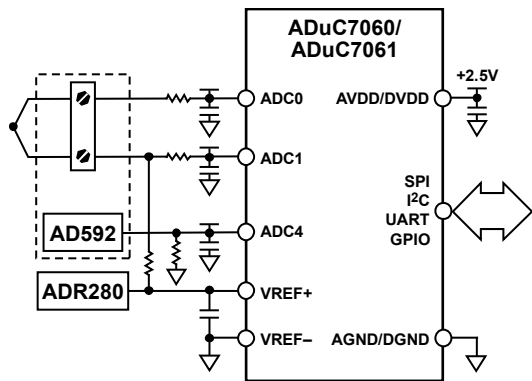 ADuC7060/
ADuC7061
ADC0
AVDD/DVDD
+2.5V
ADC1
SPI
I²C
UART
GPIO
AD592
ADC4
ADR280
VREF+
VREF–
AGND/DGND